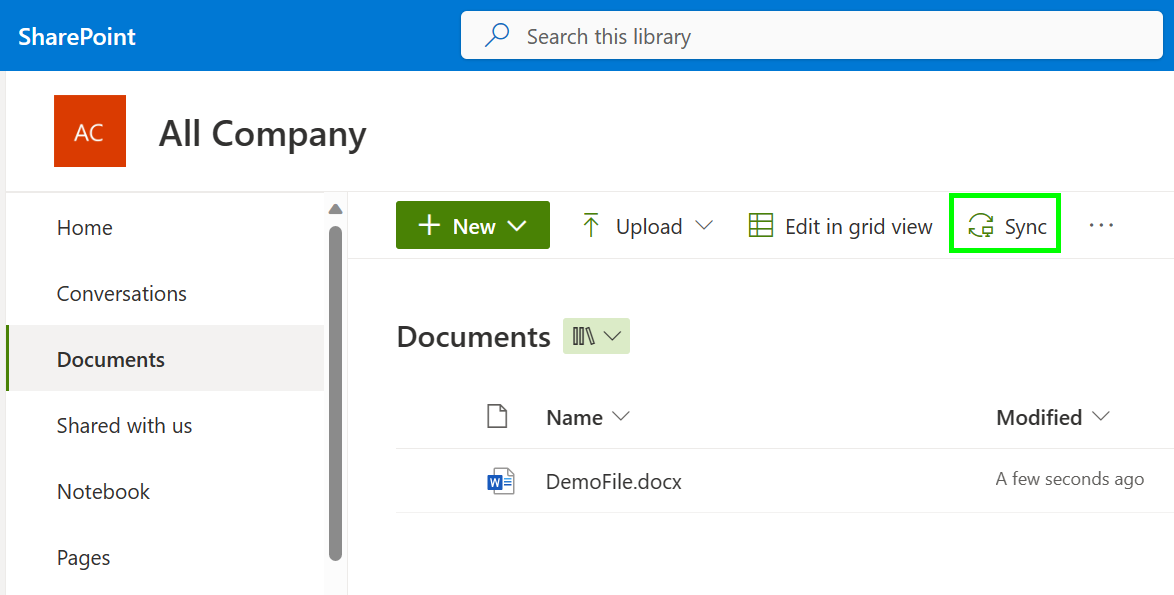 SharePoint
Search this library
AC
All Company
Home
Conversations
Documents
Shared with us
Notebook
Pages
New
Upload
Edit in grid view
Sync
Documents
Name
Modified
W
DemoFile.docx
A few seconds ago